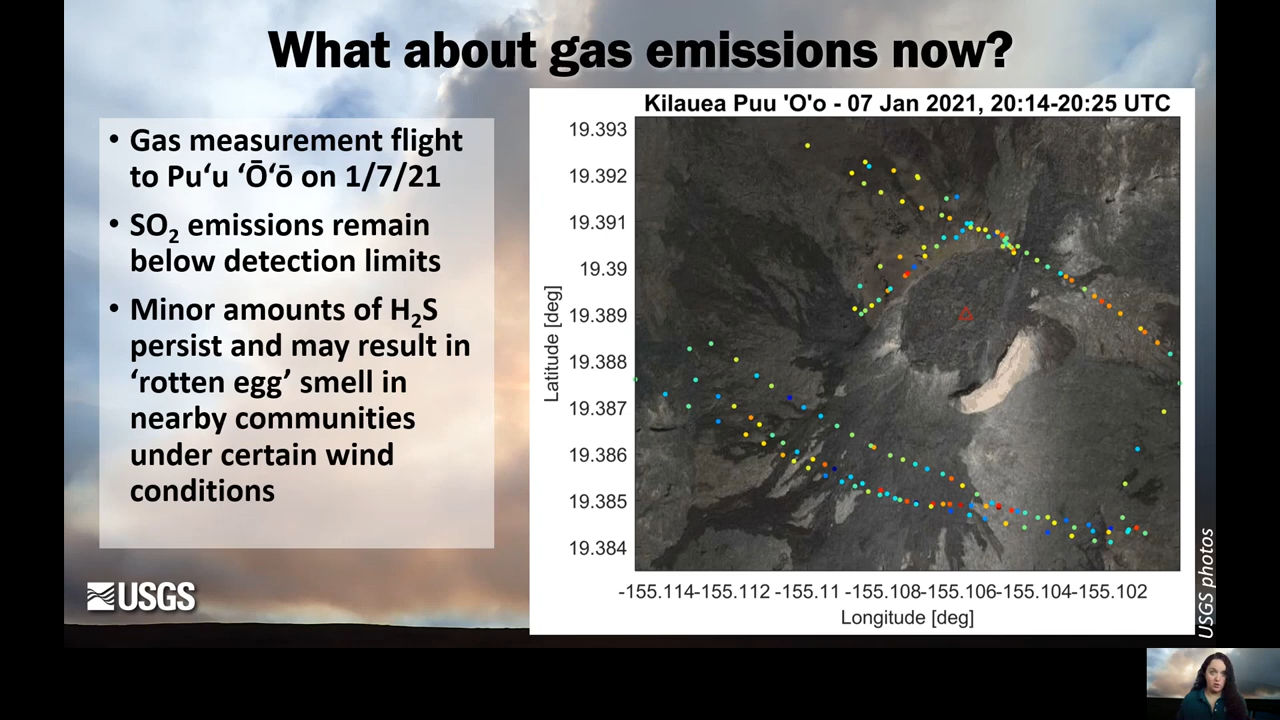 What about gas emissions now?
• Gas measurement flight
to Pu‘u ‘Ō‘ō on 1/7/21
• SO₂ emissions remain
below detection limits
• Minor amounts of H₂S
persist and may result in
‘rotten egg’ smell in
nearby communities
under certain wind
conditions
USGS
Kilauea Puu 'O'o - 07 Jan 2021, 20:14-20:25 UTC
19.393
19.392
19.391
19.39
19.389
19.388
19.387
19.386
19.385
19.384
Latitude [deg]
-155.114 -155.112 -155.11 -155.108 -155.106 -155.104 -155.102
Longitude [deg]
USGS photos